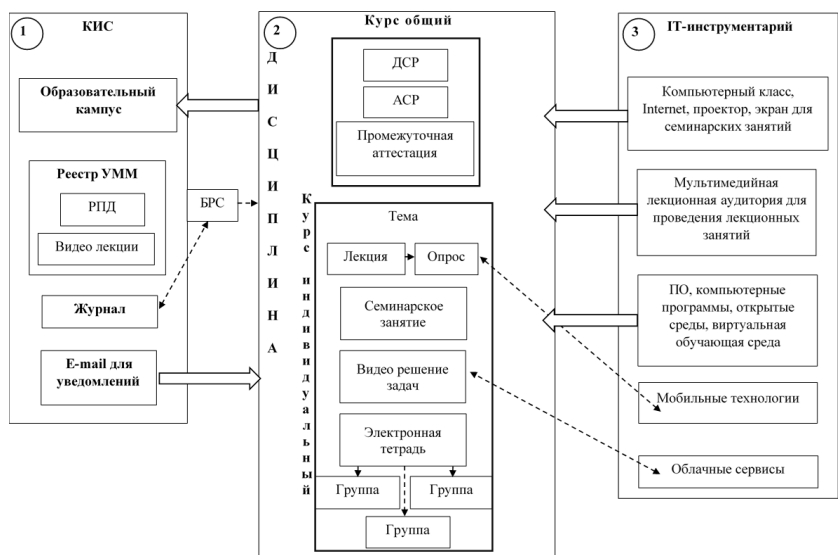 1
КИС
Образовательный
кампус
Реестр УММ
РПД
Видео лекции
БРС
Журнал
E-mail для
уведомлений
2
Курс общий
ДИСЦИПЛИНА
ДСР
АСР
Промежуточная
аттестация
Курс индивидуальный
Тема
Лекция
Опрос
Семинарское
занятие
Видео решение
задач
Электронная
тетрадь
Группа
Группа
Группа
3
IT-инструментарий
Компьютерный класс,
Internet, проектор, экран для
семинарских занятий
Мультимедийная
лекционная аудитория для
проведения лекционных
занятий
ПО, компьютерные
программы, открытые
среды, виртуальная
обучающая среда
Мобильные технологии
Облачные сервисы